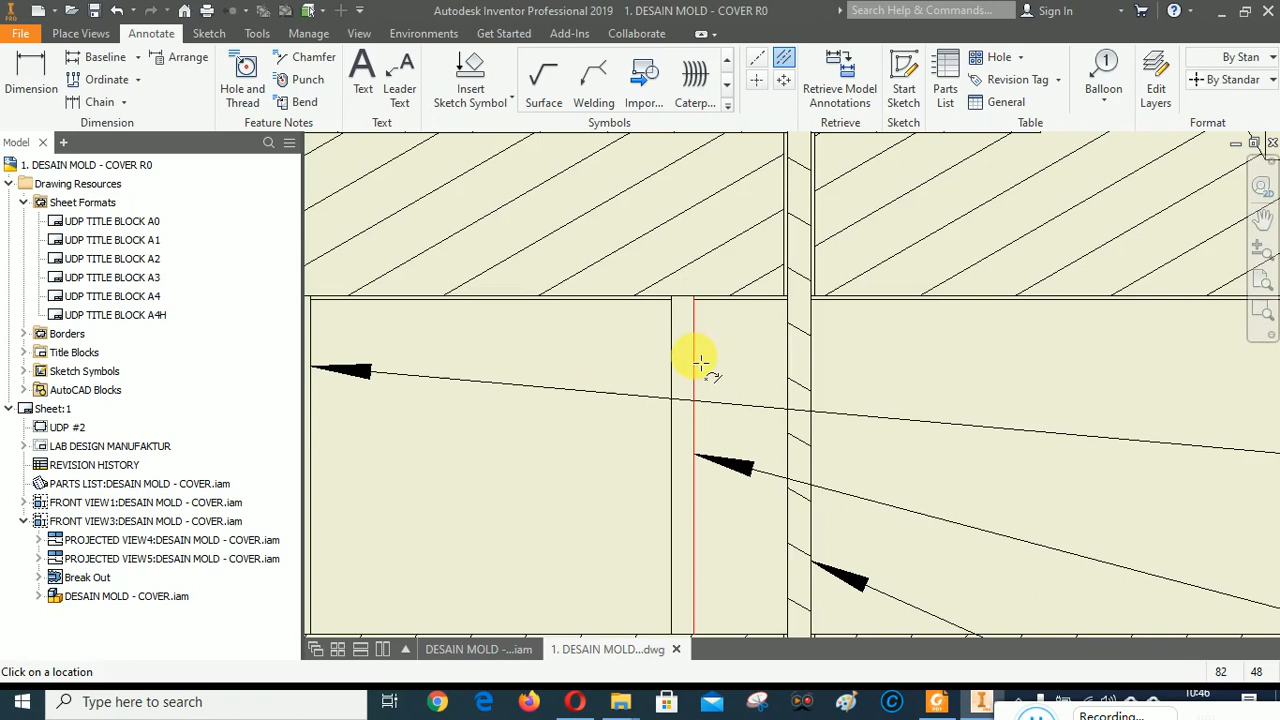 PRO
Autodesk Inventor Professional 2019 1. DESAIN MOLD - COVER R0
Search Help & Commands...
Sign In
File Place Views Annotate Sketch Tools Manage View Environments Get Started Add-Ins Collaborate
Dimension
Baseline
Ordinate
Chain
Arrange
Dimension
Hole and Thread
Chamfer
Punch
Bend
Feature Notes
Text
Leader Text
Text
Insert Sketch Symbol
Surface
Welding
Impor...
Caterp...
Symbols
Retrieve Model Annotations
Retrieve
Start Sketch
Sketch
Parts List
Hole
Revision Tag
General
Table
Balloon
Edit Layers
By Stan
By Standar
Format
Model
1. DESAIN MOLD - COVER R0
Drawing Resources
Sheet Formats
UDP TITLE BLOCK A0
UDP TITLE BLOCK A1
UDP TITLE BLOCK A2
UDP TITLE BLOCK A3
UDP TITLE BLOCK A4
UDP TITLE BLOCK A4H
Borders
Title Blocks
Sketch Symbols
AutoCAD Blocks
Sheet:1
UDP #2
LAB DESIGN MANUFAKTUR
REVISION HISTORY
PARTS LIST:DESAIN MOLD - COVER.iam
FRONT VIEW1:DESAIN MOLD - COVER.iam
FRONT VIEW3:DESAIN MOLD - COVER.iam
PROJECTED VIEW4:DESAIN MOLD - COVER.iam
PROJECTED VIEW5:DESAIN MOLD - COVER.iam
Break Out
DESAIN MOLD - COVER.iam
2D
DESAIN MOLD -...iam
1. DESAIN MOLD...dwg
Click on a location
82 48
Type here to search
10:46
Recording...